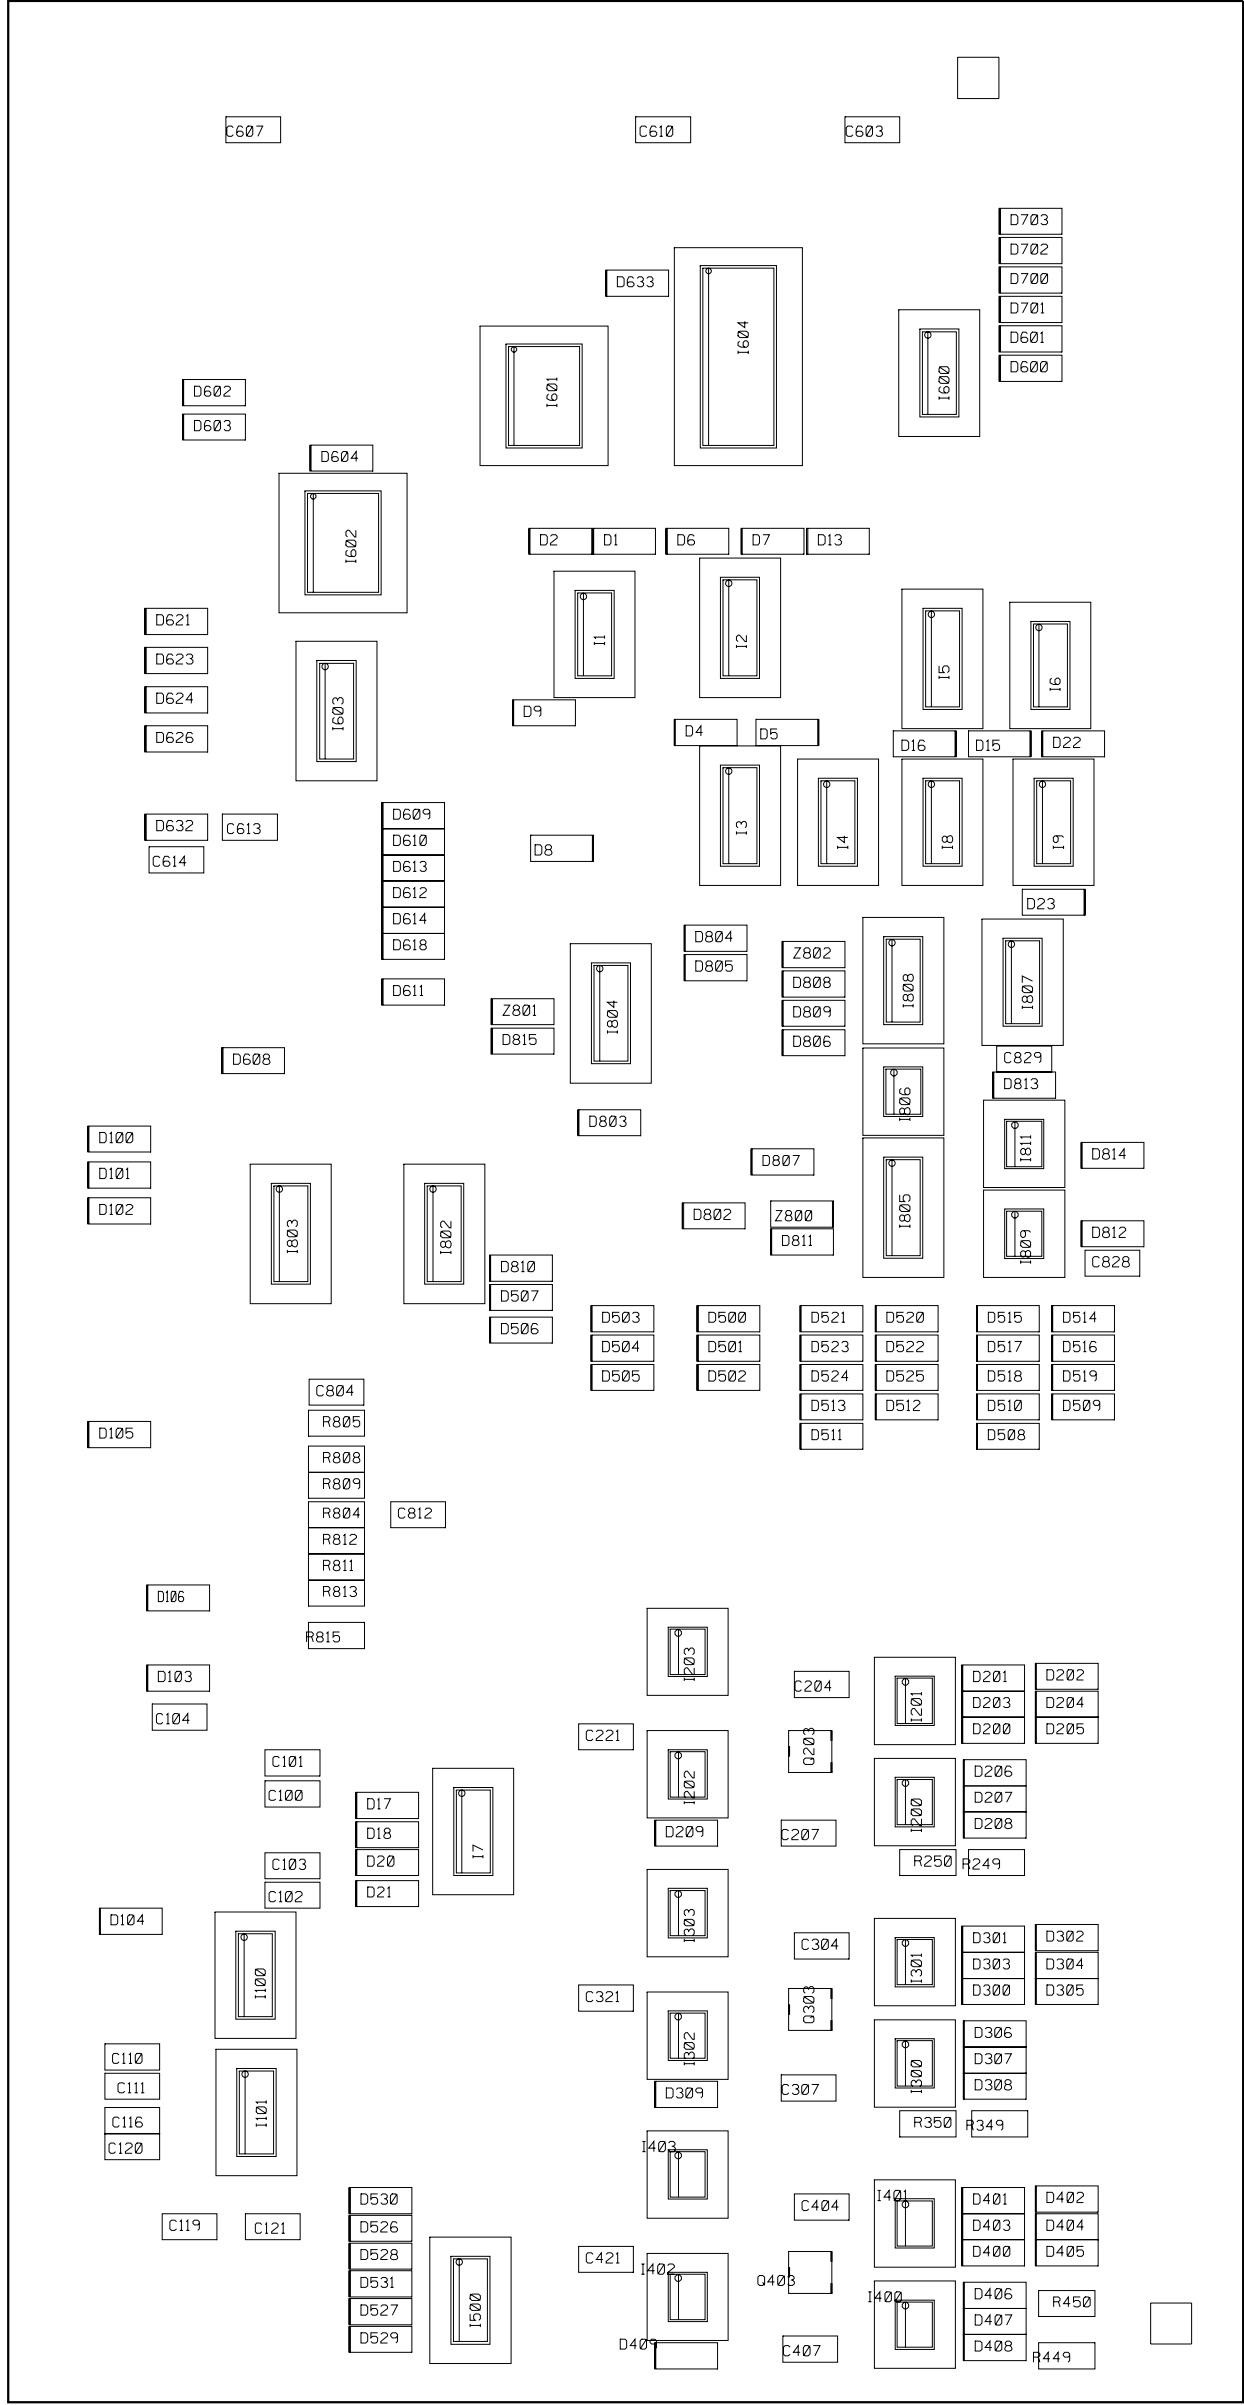 C607 C610 C603
D703
D702
D633 D700
D701
I604
D601
D600
I601 I600
D602
D603
D604
I602
D2 D1 D6 D7 D13
D621
I1 I2
D623
I5 I6
D624
I603
D9
D626
D4 D5 D16 D15 D22
D609
D632 C613
I3 I4 I8 I9
D610
D8
C614
D613
D612
D23
D614
D804
D618
Z802
D805
D611 D808
I808 I807
Z801 I804 D809
D815 D806
D608 C829
D813
I806
D803
D100 I811
D814
D807
D101
D102 D802 Z800 I805
I803 I802 D811 D812
I809
D810 C828
D507
D506
D503 D500 D521 D520 D515 D514
D504 D501 D523 D522 D517 D516
D505 D502 D524 D525 D518 D519
C804
D513 D512 D510 D509
R805
D105 D511 D508
R808
R809
R804 C812
R812
R811
R813
D106
R815
I203
D103 D201 D202
C204
I201
D203 D204
C104
D200 D205
C221 Q203
C101
I202 D206
C100
D17 I200 D207
D18 D209 C207 D208
I7
C103 D20 R250 R249
C102 D21
D104 I303
C304 D301 D302
I301
D303 D304
I100 D300 D305
C321 Q303
D306
I302 I300
C110 D307
C111 D309 C307 D308
I101
C116 R350 R349
C120 I403
I401
D530 D401 D402
C404
C119 C121 D526 D403 D404
D528 C421 D400 D405
I402
D531 Q403
I400 D406
R450
I500 D527 D407
D529 D409 C407 D408
R449